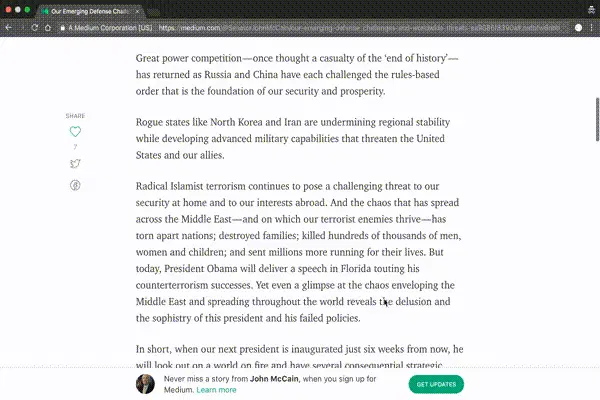 Our Emerging Defense Challe
A Medium Corporation [US]
https://medium.com
Great power competition—once thought a casualty of the ‘end of history’—
has returned as Russia and China have each challenged the rules-based
order that is the foundation of our security and prosperity.
Rogue states like North Korea and Iran are undermining regional stability
while developing advanced military capabilities that threaten the United
States and our allies.
SHARE
7
Radical Islamist terrorism continues to pose a challenging threat to our
security at home and to our interests abroad. And the chaos that has spread
across the Middle East—and on which our terrorist enemies thrive—has
torn apart nations; destroyed families; killed hundreds of thousands of men,
women and children; and sent millions more running for their lives. But
today, President Obama will deliver a speech in Florida touting his
counterterrorism successes. Yet even a glimpse at the chaos enveloping the
Middle East and spreading throughout the world reveals the delusion and
the sophistry of this president and his failed policies.
In short, when our next president is inaugurated just six weeks from now, he
will look out on a world on fire and have several consequential strategic
Never miss a story from John McCain, when you sign up for
Medium. Learn more
GET UPDATES